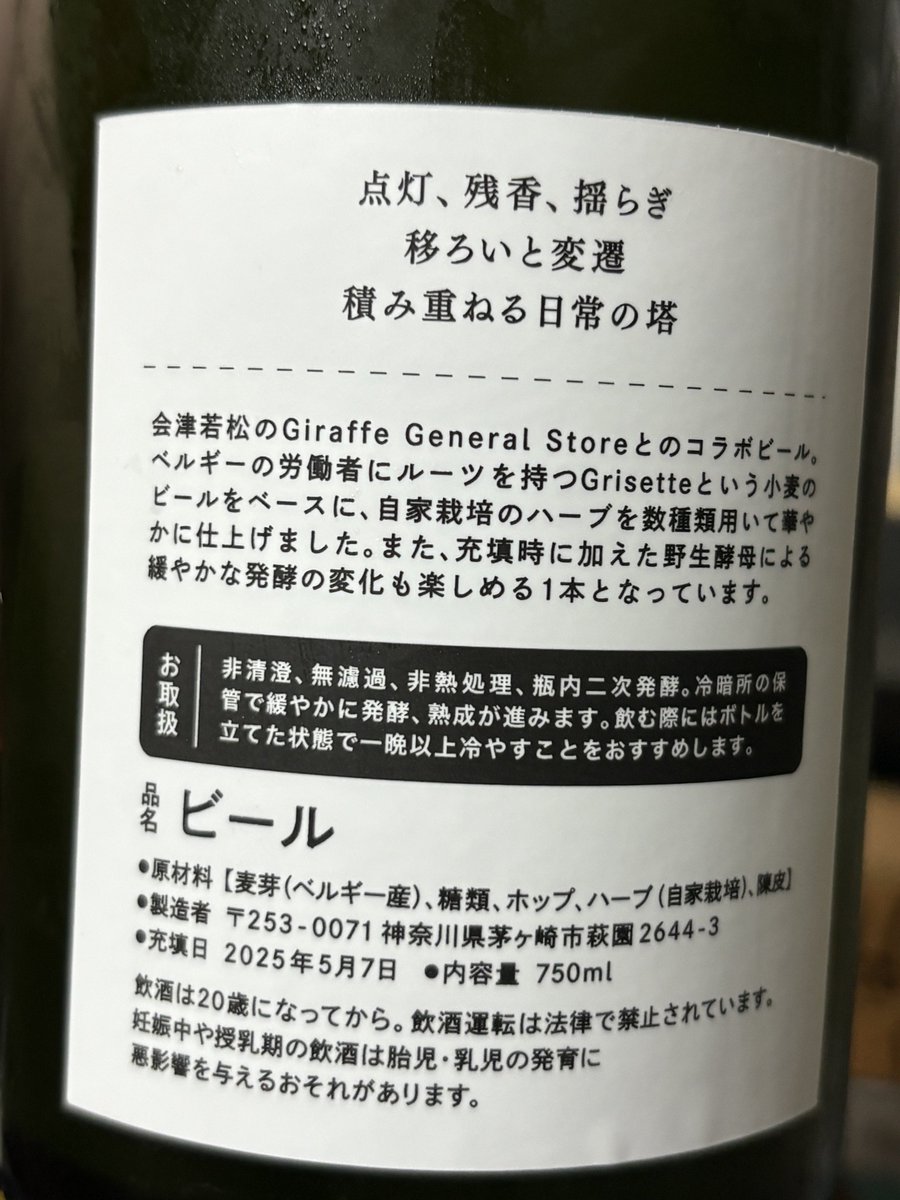 点灯、残香、揺らぎ
移ろいと変遷
積み重ねる日常の塔
会津若松のGiraffe General Storeとのコラボビール。
ベルギーの労働者にルーツを持つGrisetteという小麦の
ビールをベースに、自家栽培のハーブを数種類用いて華や
かに仕上げました。また、充填時に加えた野生酵母による
緩やかな発酵の変化も楽しめる1本となっています。
お取扱
非清澄、無濾過、非熱処理、瓶内二次発酵。冷暗所の保
管で緩やかに発酵、熟成が進みます。飲む際にはボトルを
立てた状態で一晩以上冷やすことをおすすめします。
品名 ビール
●原材料【麦芽(ベルギー産)、糖類、ホップ、ハーブ(自家栽培)、陳皮】
●製造者 〒253-0071 神奈川県茅ヶ崎市萩園2644-3
●充填日 2025年5月7日 ●内容量 750ml
飲酒は20歳になってから。飲酒運転は法律で禁止されています。
妊娠中や授乳期の飲酒は胎児・乳児の発育に
悪影響を与えるおそれがあります。